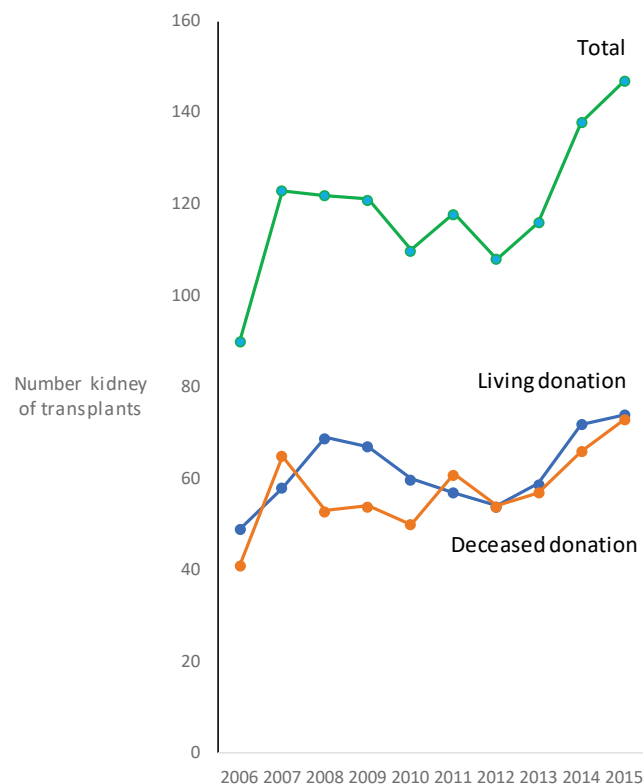 160
Total
140
120
100
Number kidney
of transplants
80
Living donation
60
Deceased donation
40
20
0
2006 2007 2008 2009 2010 2011 2012 2013 2014 2015